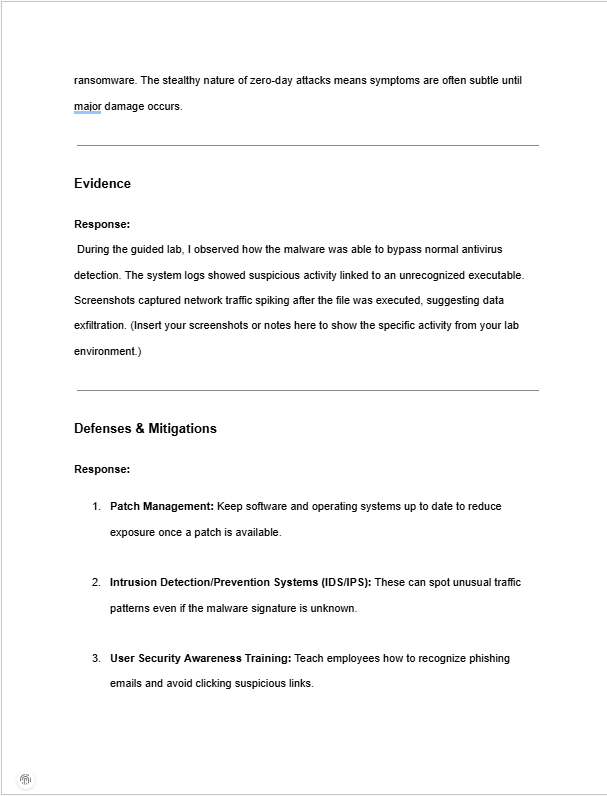 ransomware. The stealthy nature of zero-day attacks means symptoms are often subtle until
major damage occurs.
Evidence
Response:
During the guided lab, I observed how the malware was able to bypass normal antivirus
detection. The system logs showed suspicious activity linked to an unrecognized executable.
Screenshots captured network traffic spiking after the file was executed, suggesting data
exfiltration. (Insert your screenshots or notes here to show the specific activity from your lab
environment.)
Defenses & Mitigations
Response:
1. Patch Management: Keep software and operating systems up to date to reduce
exposure once a patch is available.
2. Intrusion Detection/Prevention Systems (IDS/IPS): These can spot unusual traffic
patterns even if the malware signature is unknown.
3. User Security Awareness Training: Teach employees how to recognize phishing
emails and avoid clicking suspicious links.